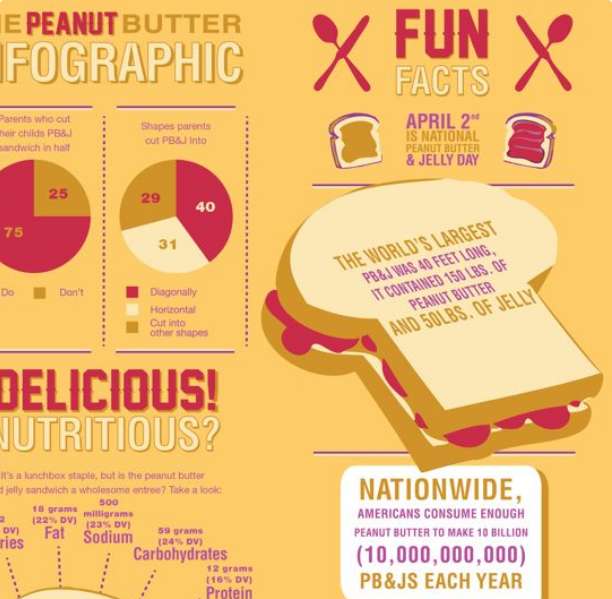 E PEANUT BUTTER
FOGRAPHIC
Parents who cut
heir childs PB&J
sandwich in half
25
75
Do
Don't
Shapes parents
cut PB&J Into
29
40
31
Diagonally
Horizontal
Cut into
other shapes
DELICIOUS!
NUTRITIOUS?
It's a lunchbox staple, but is the peanut butter
d jelly sandwich a wholesome entree? Take a look:
2
DV)
ries
18 grams
(22% DV)
Fat
500
milligrams
(23% DV)
Sodium
59 grams
(24% DV)
Carbohydrates
12 grams
(16% DV)
Protein
FUN
FACTS
APRIL 2nd
IS NATIONAL
PEANUT BUTTER
& JELLY DAY
THE WORLD'S LARGEST
PB&J WAS 40 FEET LONG,
IT CONTAINED 150 LBS. OF
PEANUT BUTTER
AND 50LBS. OF JELLY
NATIONWIDE,
AMERICANS CONSUME ENOUGH
PEANUT BUTTER TO MAKE 10 BILLION
(10,000,000,000)
PB&JS EACH YEAR